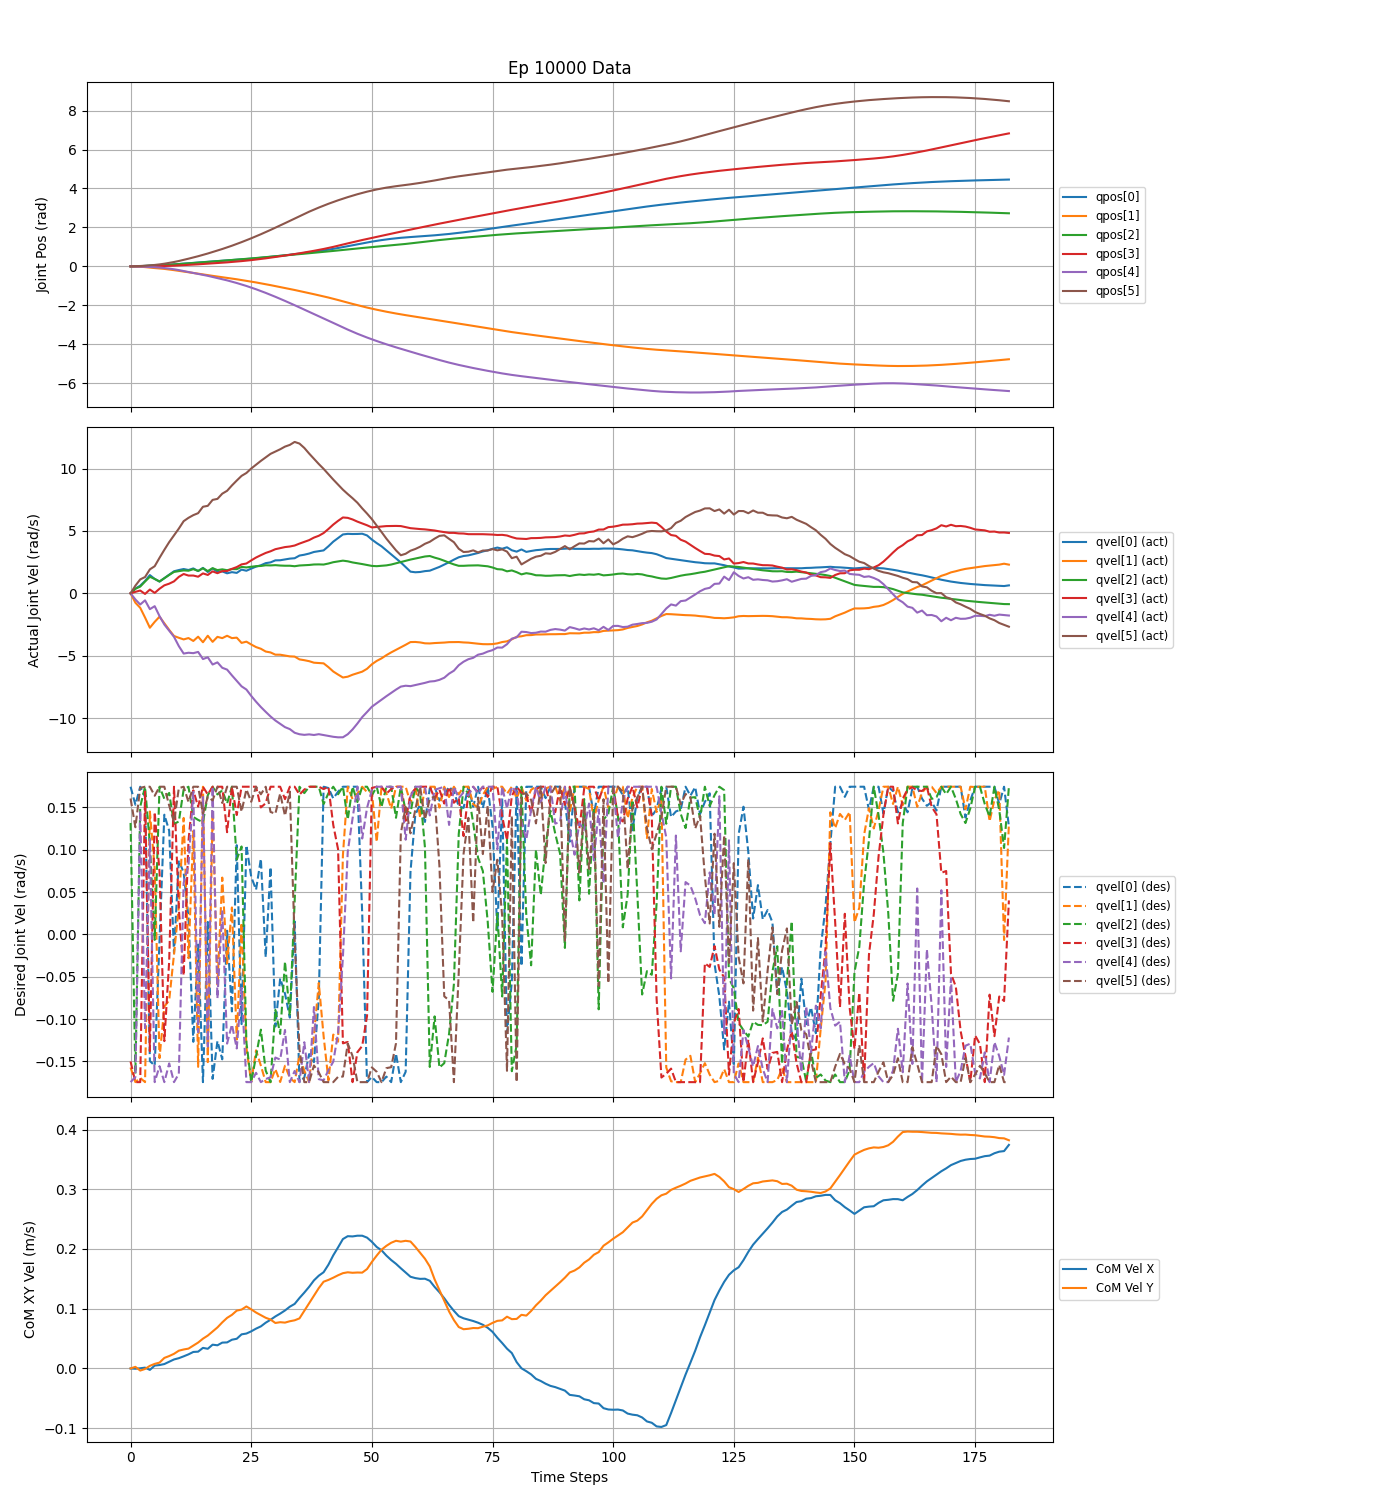 Ep 10000 Data
Joint Pos (rad)
8
6
4
2
0
−2
−4
−6
qpos[0]
qpos[1]
qpos[2]
qpos[3]
qpos[4]
qpos[5]
Actual Joint Vel (rad/s)
10
5
0
−5
−10
qvel[0] (act)
qvel[1] (act)
qvel[2] (act)
qvel[3] (act)
qvel[4] (act)
qvel[5] (act)
Desired Joint Vel (rad/s)
0.15
0.10
0.05
0.00
−0.05
−0.10
−0.15
qvel[0] (des)
qvel[1] (des)
qvel[2] (des)
qvel[3] (des)
qvel[4] (des)
qvel[5] (des)
CoM XY Vel (m/s)
0.4
0.3
0.2
0.1
0.0
−0.1
CoM Vel X
CoM Vel Y
0 25 50 75 100 125 150 175
Time Steps